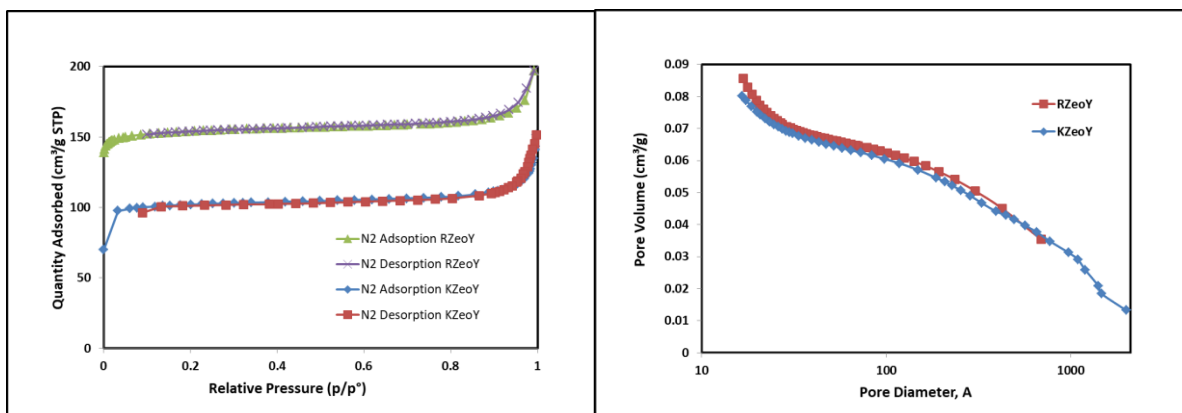 200
150
100
50
0
Quantity Adsorbed (cm³/g STP)
N2 Adsoption RZeoY
N2 Desorption RZeoY
N2 Adsorption KZeoY
N2 Desorption KZeoY
0 0.2 0.4 0.6 0.8 1
Relative Pressure (p/p°)
0.09
0.08
0.07
0.06
0.05
0.04
0.03
0.02
0.01
0
Pore Volume (cm³/g)
RZeoY
KZeoY
10 100 1000
Pore Diameter, A